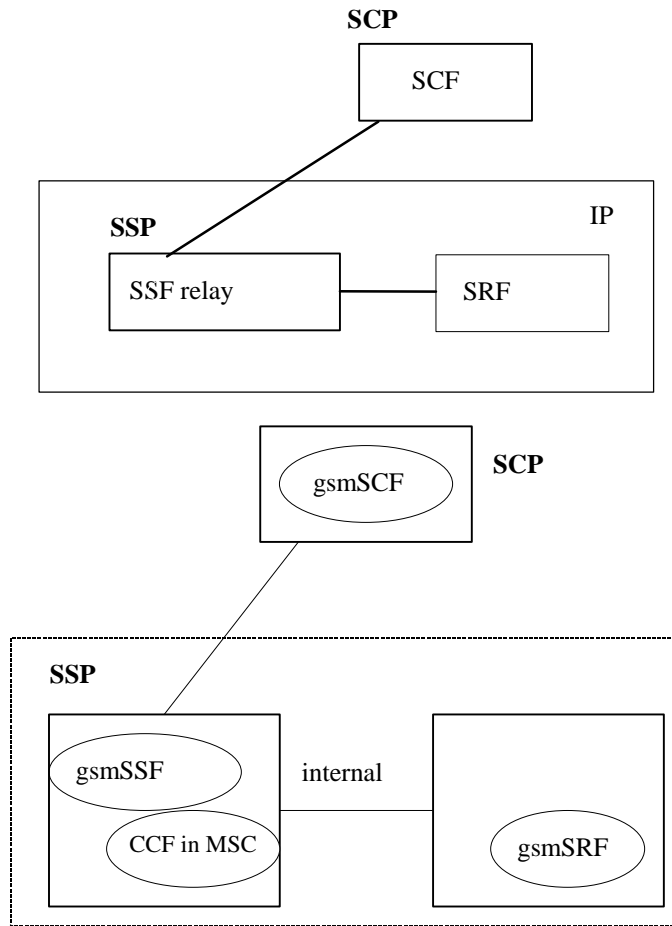 SCP
SCF
IP
SSP
SSF relay
SRF
gsmSCF
SCP
SSP
gsmSSF
internal
CCF in MSC
gsmSRF